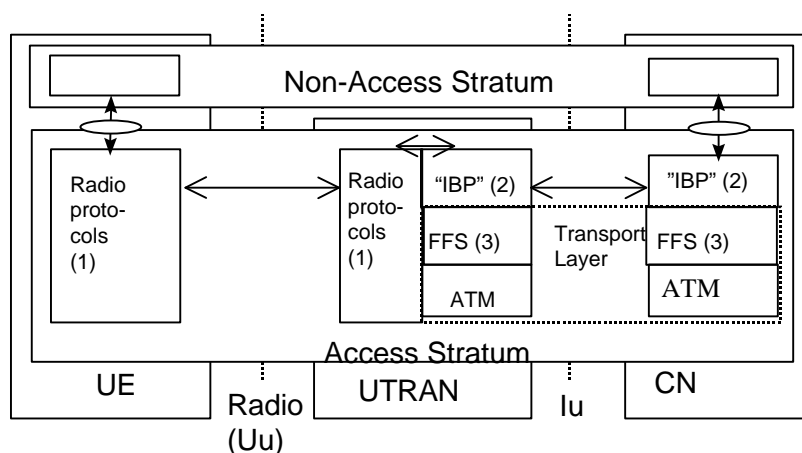 Non-Access Stratum
Radio
proto-
cols
(1)
Radio
proto-
cols
(1)
“IBP” (2)
FFS (3)
ATM
Transport
Layer
”IBP” (2)
FFS (3)
ATM
Access Stratum
UE
Radio
(Uu)
UTRAN
Iu
CN